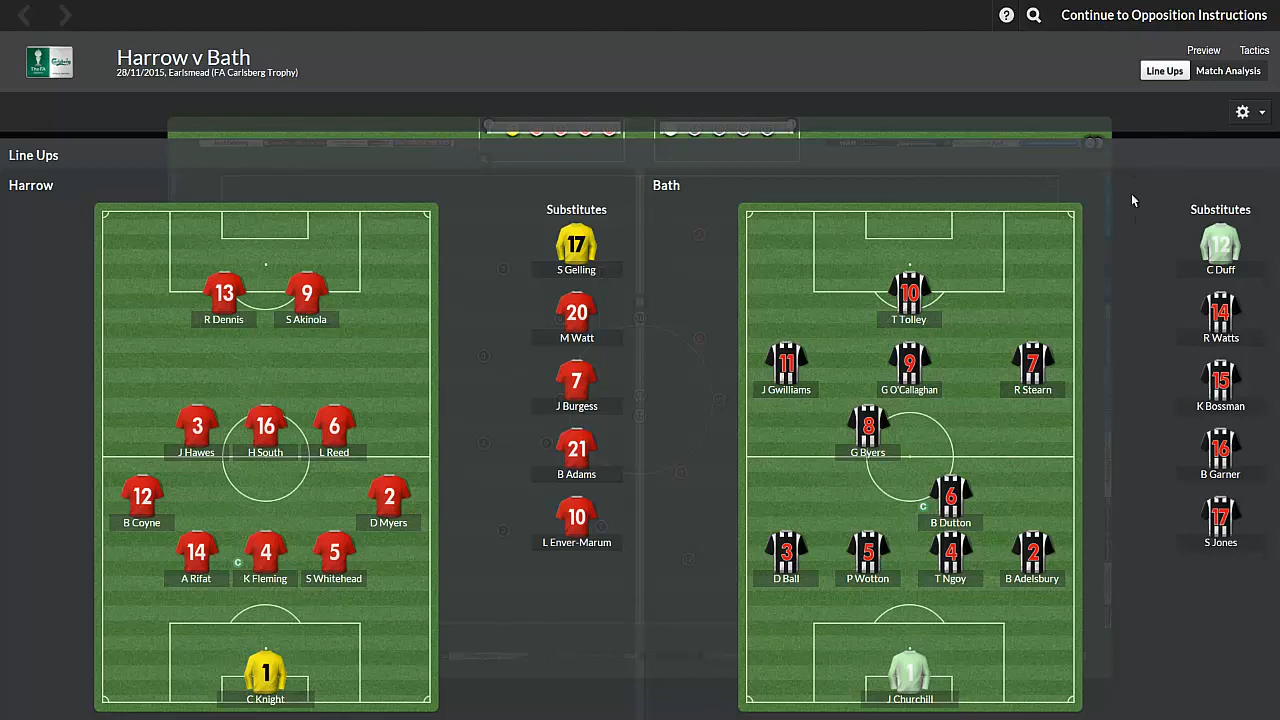 Continue to Opposition Instructions
Harrow v Bath
28/11/2015, Earlsmead (FA Carlsberg Trophy)
Preview
Tactics
Line Ups
Match Analysis
Line Ups
Harrow
13
R Dennis
9
S Akinola
3
J Hawes
16
H South
6
L Reed
12
B Coyne
2
D Myers
14
A Rifat
C
4
K Fleming
5
S Whitehead
1
C Knight
Substitutes
17
S Gelling
20
M Watt
7
J Burgess
21
B Adams
10
L Enver-Marum
Bath
10
T Tolley
11
J Gwilliams
9
G O'Callaghan
7
R Stearn
8
G Byers
C
6
B Dutton
3
D Ball
5
P Wotton
4
T Ngoy
2
B Adelsbury
1
J Churchill
Substitutes
12
C Duff
14
R Watts
15
K Bossman
16
B Garner
17
S Jones